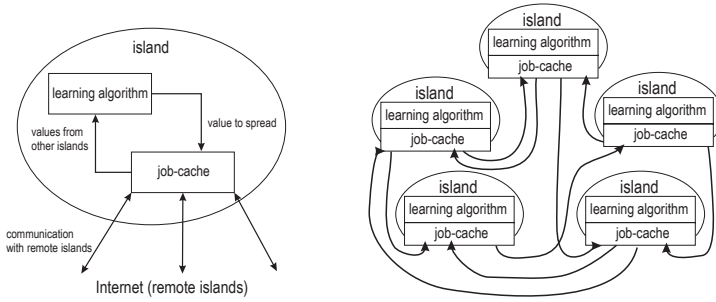 island
learning algorithm
values from
other islands
value to spread
job-cache
communication
with remote islands
Internet (remote islands)
island
learning algorithm
job-cache
island
learning algorithm
job-cache
island
learning algorithm
job-cache
island
learning algorithm
job-cache
island
learning algorithm
job-cache